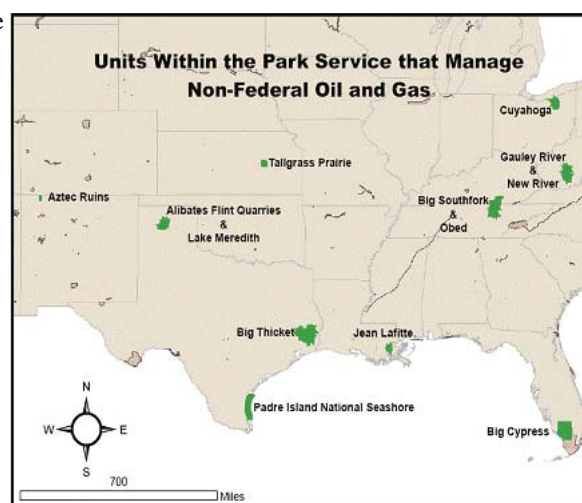 e
Units Within the Park Service that Manage
Non-Federal Oil and Gas
Cuyahoga
Tallgrass Prairie
Gauley River
&
New River
Aztec Ruins
Alibates Flint Quarries
&
Lake Meredith
Big Southfork
&
Obed
Big Thicket
Jean Lafitte
Padre Island National Seashore
Big Cypress
N
W
E
S
700
Miles